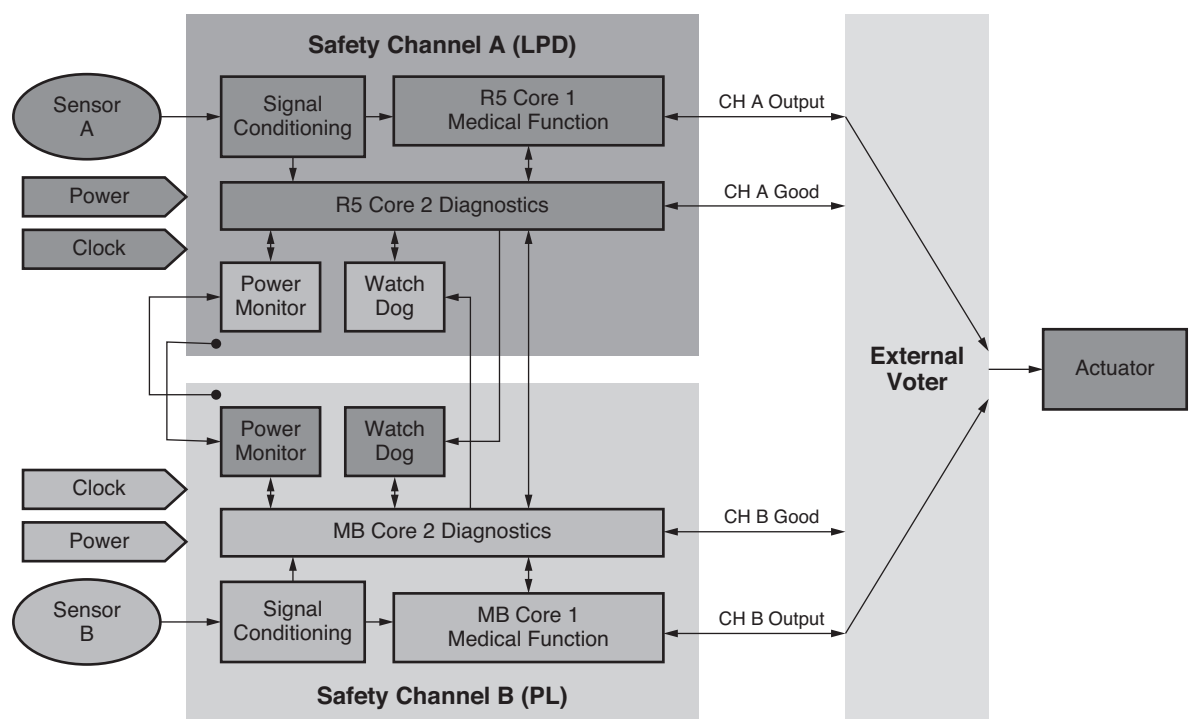 Safety Channel A (LPD)
Sensor
A
Signal
Conditioning
R5 Core 1
Medical Function
CH A Output
Power
R5 Core 2 Diagnostics
CH A Good
Clock
Power
Monitor
Watch
Dog
External
Voter
Actuator
Power
Monitor
Watch
Dog
Clock
MB Core 2 Diagnostics
CH B Good
Power
Sensor
B
Signal
Conditioning
MB Core 1
Medical Function
CH B Output
Safety Channel B (PL)